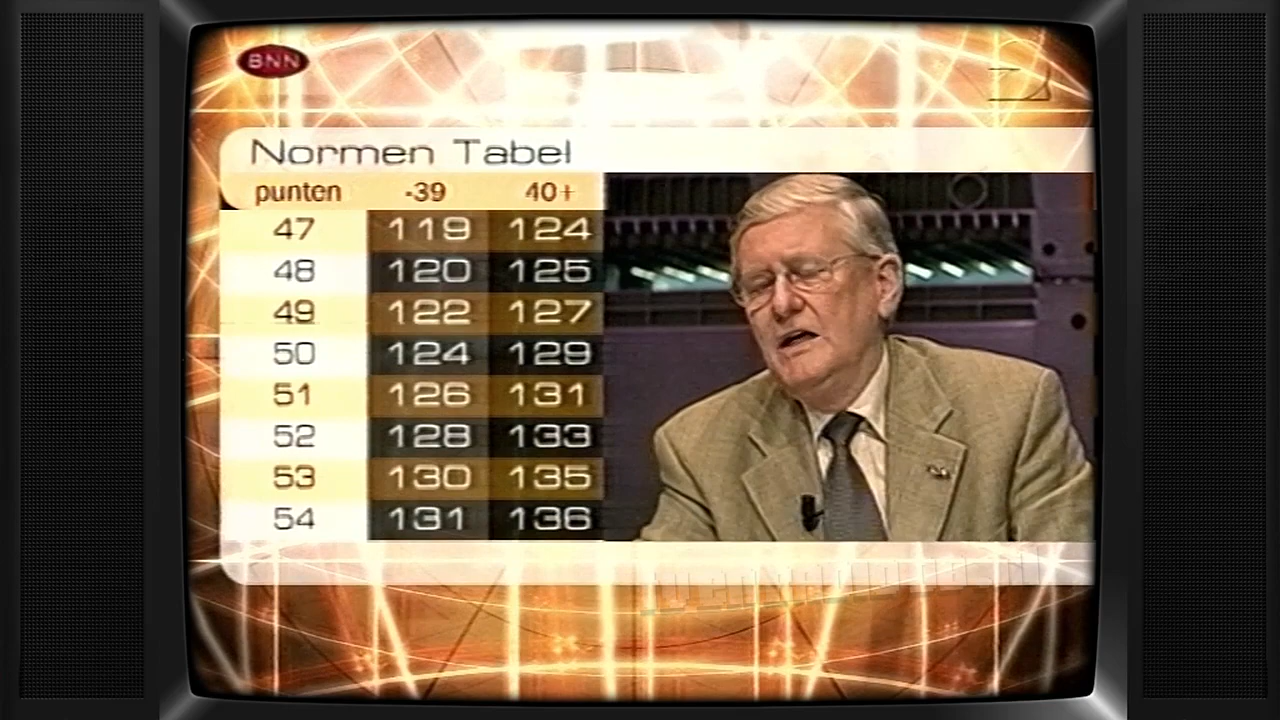 BNN
2
Normen Tabel
punten -39 40+
47 119 124
48 120 125
49 122 127
50 124 129
51 126 131
52 128 133
53 130 135
54 131 136